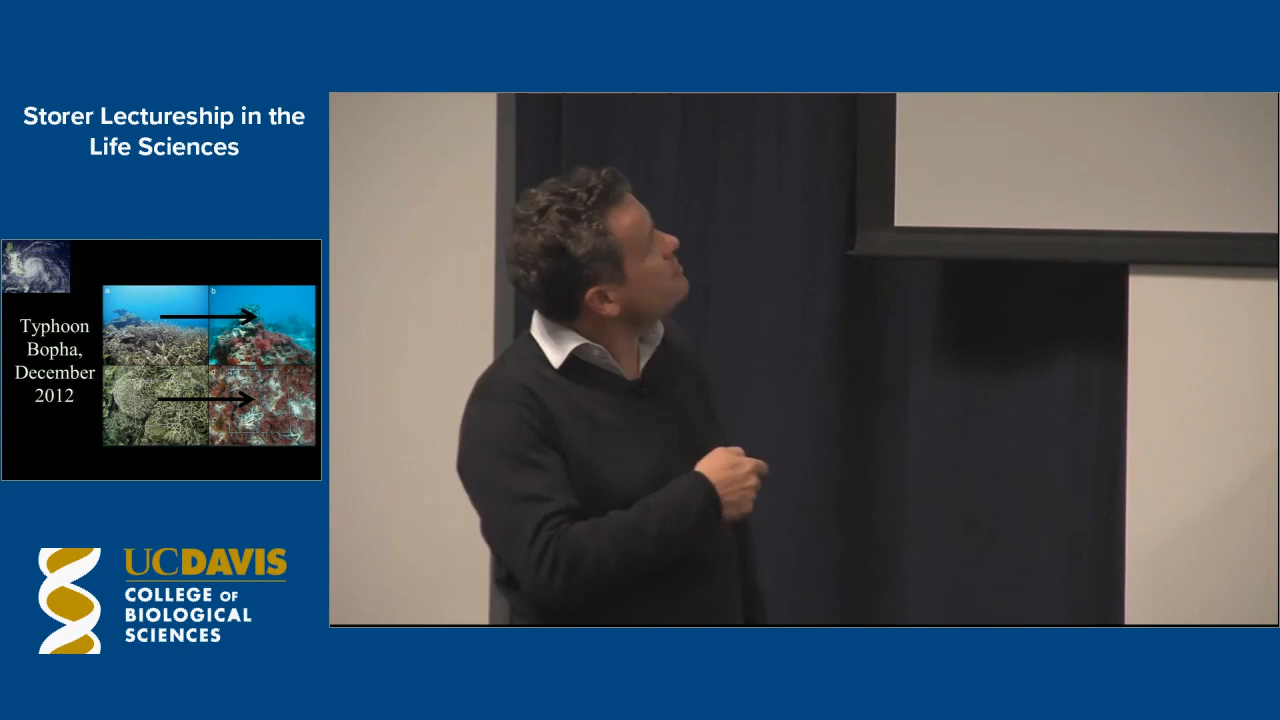 Storer Lectureship in the
Life Sciences
a
b
Typhoon
Bopha,
December
2012
d
UCDAVIS
COLLEGE OF
BIOLOGICAL
SCIENCES